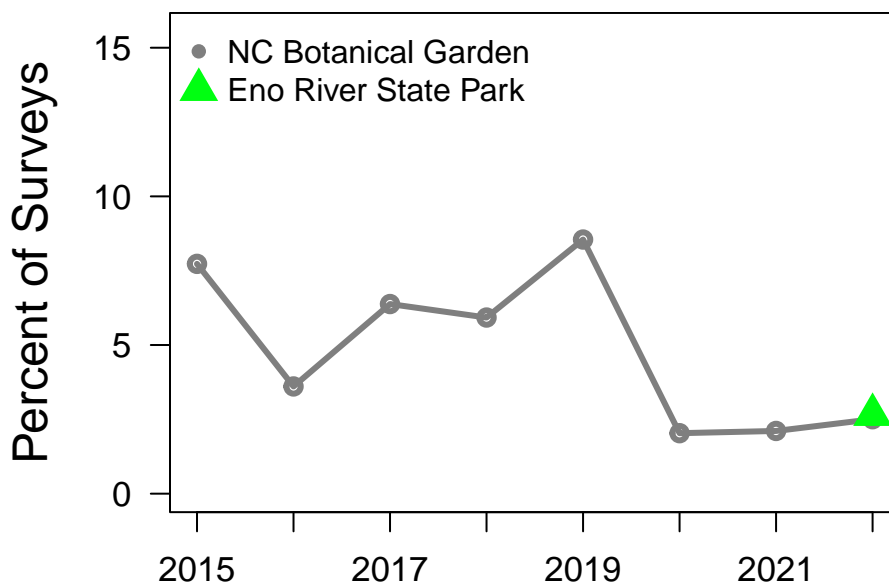 Percent of Surveys
15
10
5
0
NC Botanical Garden
Eno River State Park
2015
2017
2019
2021